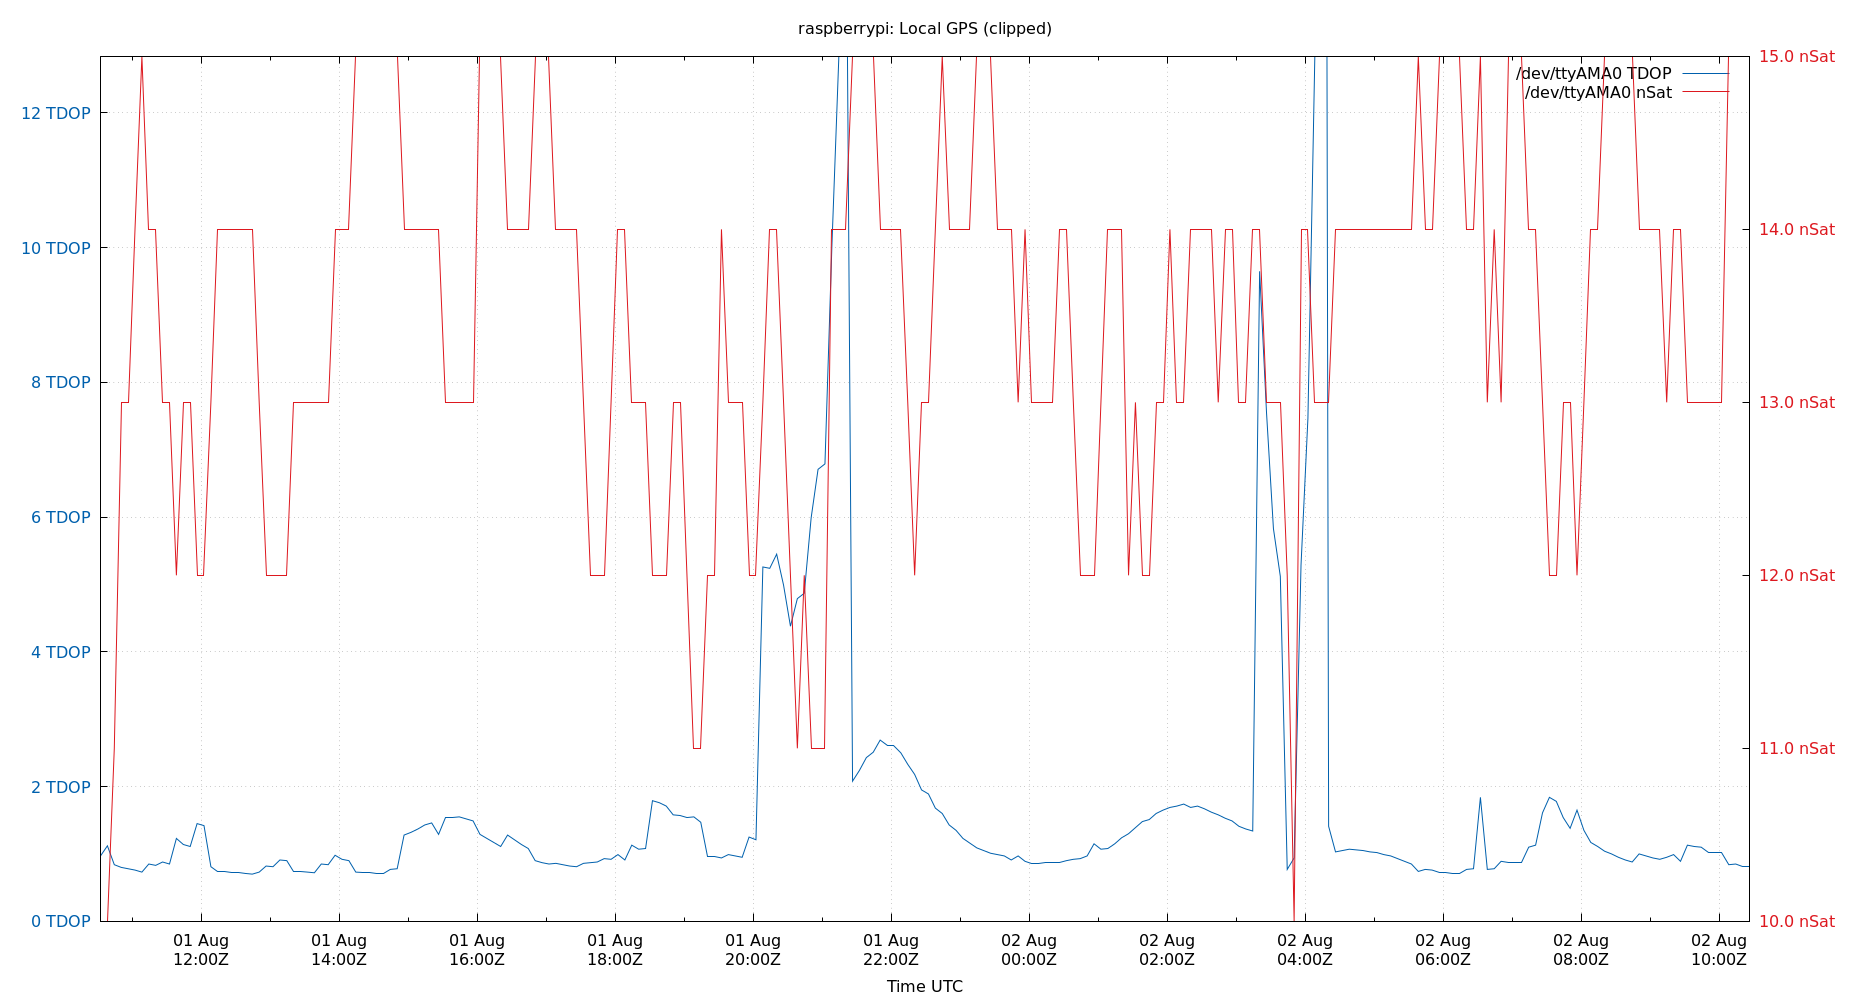 raspberrypi: Local GPS (clipped)
15.0 nSat
/dev/ttyAMA0 TDOP
/dev/ttyAMA0 nSat
12 TDOP
14.0 nSat
10 TDOP
8 TDOP
13.0 nSat
6 TDOP
12.0 nSat
4 TDOP
11.0 nSat
2 TDOP
0 TDOP
10.0 nSat
01 Aug 01 Aug 01 Aug 01 Aug 01 Aug 01 Aug 02 Aug 02 Aug 02 Aug 02 Aug 02 Aug 02 Aug
12:00Z 14:00Z 16:00Z 18:00Z 20:00Z 22:00Z 00:00Z 02:00Z 04:00Z 06:00Z 08:00Z 10:00Z
Time UTC